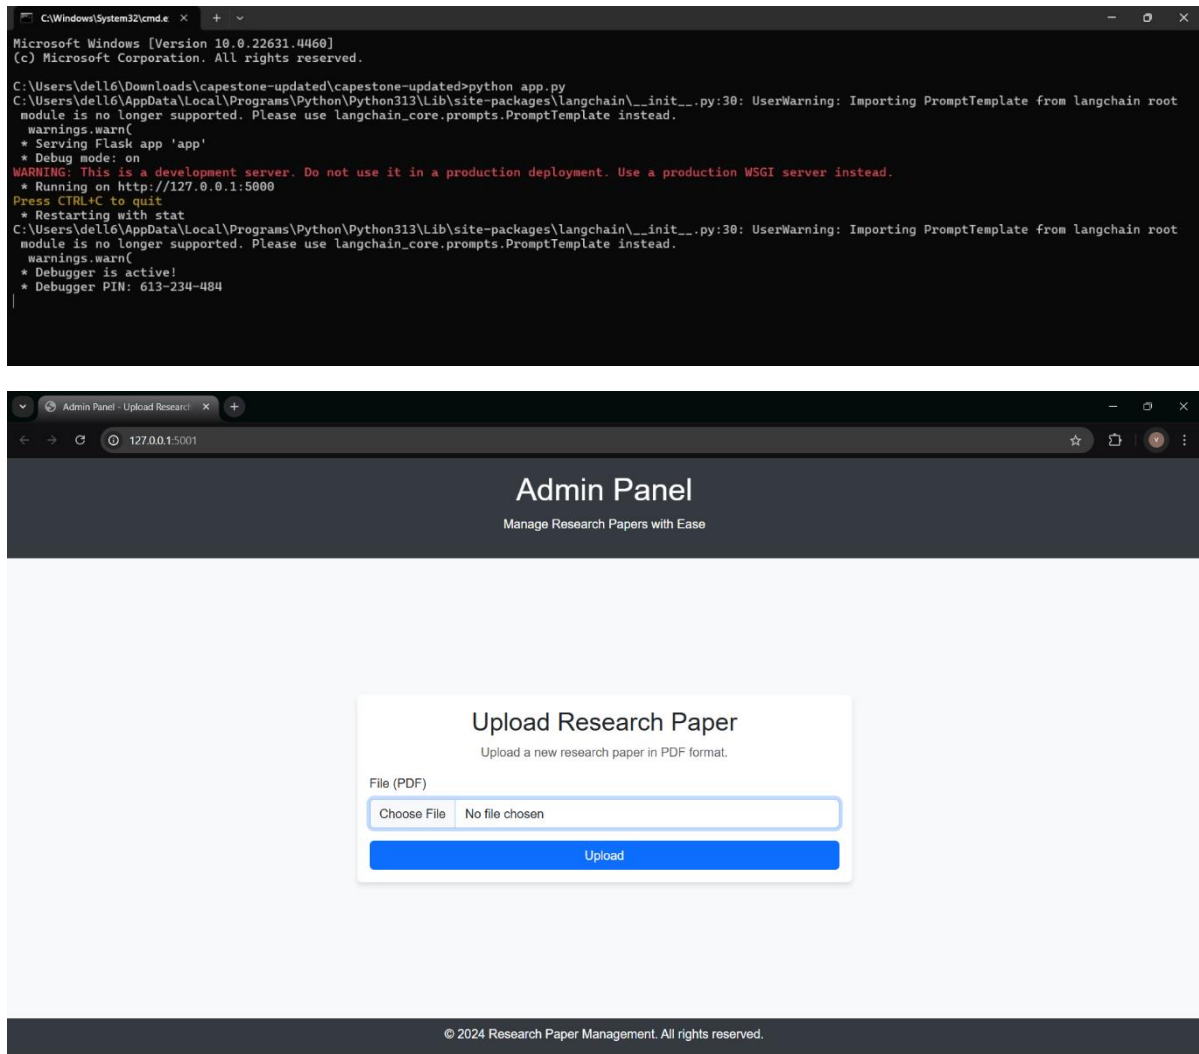 C:\Windows\System32\cmd.e
Microsoft Windows [Version 10.0.22631.4460]
(c) Microsoft Corporation. All rights reserved.
C:\Users\dell6\Downloads\capestone-updated\capestone-updated>python app.py
C:\Users\dell6\AppData\Local\Programs\Python\Python313\Lib\site-packages\langchain\__init__.py:30: UserWarning: Importing PromptTemplate from langchain root
module is no longer supported. Please use langchain_core.prompts.PromptTemplate instead.
warnings.warn(
* Serving Flask app 'app'
* Debug mode: on
WARNING: This is a development server. Do not use it in a production deployment. Use a production WSGI server instead.
* Running on http://127.0.0.1:5000
Press CTRL+C to quit
* Restarting with stat
C:\Users\dell6\AppData\Local\Programs\Python\Python313\Lib\site-packages\langchain\__init__.py:30: UserWarning: Importing PromptTemplate from langchain root
module is no longer supported. Please use langchain_core.prompts.PromptTemplate instead.
warnings.warn(
* Debugger is active!
* Debugger PIN: 613-234-484
Admin Panel - Upload Research
127.0.0.1:5001
Admin Panel
Manage Research Papers with Ease
Upload Research Paper
Upload a new research paper in PDF format.
File (PDF)
Choose File No file chosen
Upload
© 2024 Research Paper Management. All rights reserved.